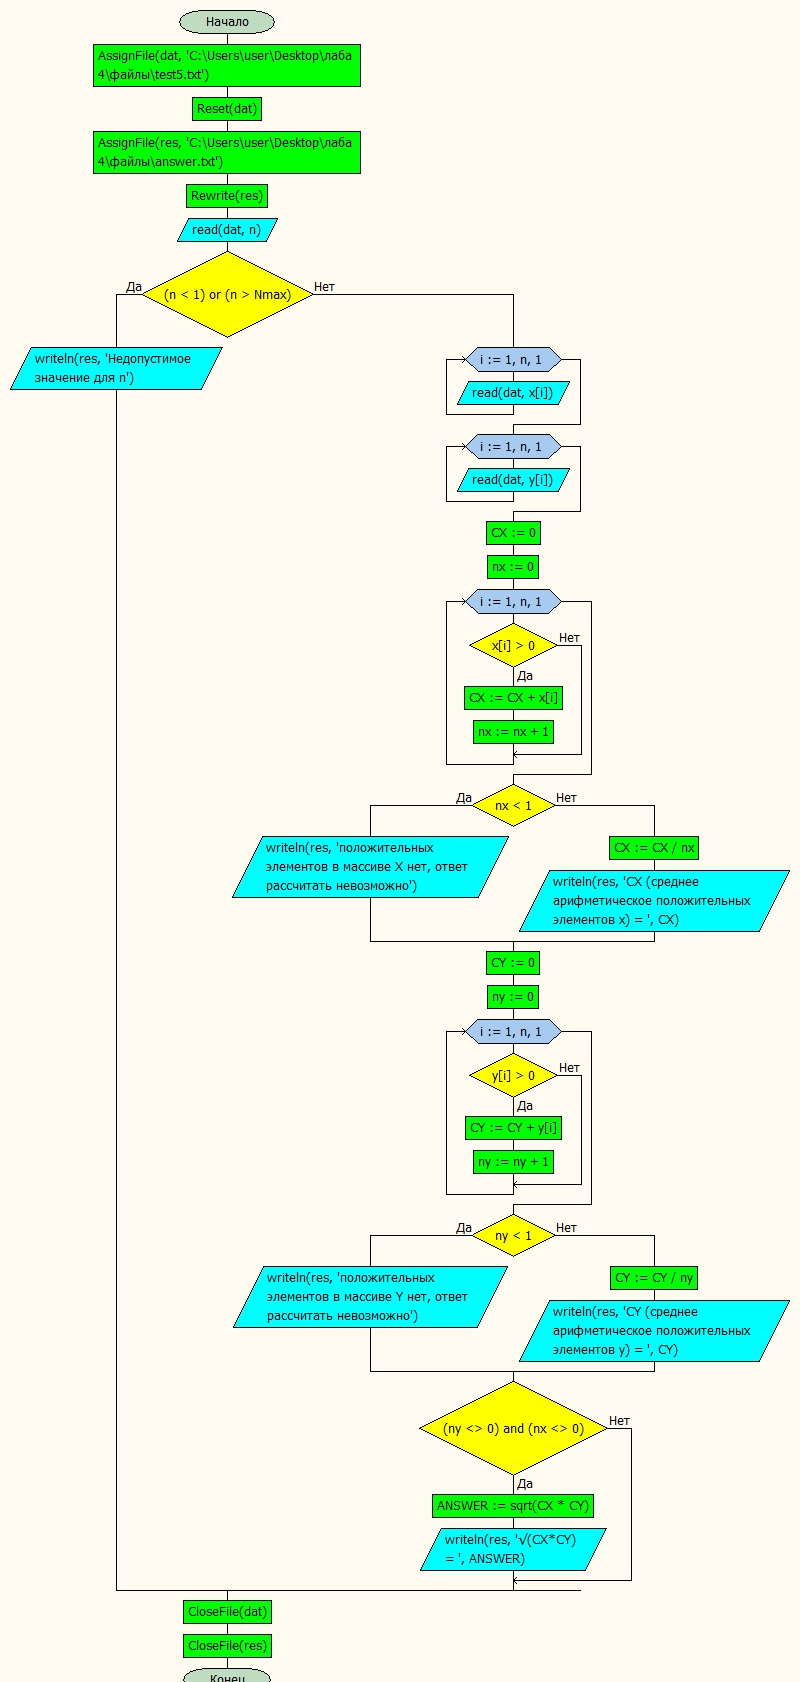 Начало
AssignFile(dat, 'C:\Users\user\Desktop\лаба
4\файлы\test5.txt')
Reset(dat)
AssignFile(res, 'C:\Users\user\Desktop\лаба
4\файлы\answer.txt')
Rewrite(res)
read(dat, n)
Да
(n < 1) or (n > Nmax)
Нет
writeln(res, 'Недопустимое
значение для n')
i := 1, n, 1
read(dat, x[i])
i := 1, n, 1
read(dat, y[i])
CX := 0
nx := 0
i := 1, n, 1
x[i] > 0
Нет
Да
CX := CX + x[i]
nx := nx + 1
Да
nx < 1
Нет
writeln(res, 'положительных
элементов в массиве X нет, ответ
рассчитать невозможно')
CX := CX / nx
writeln(res, 'CX (среднее
арифметическое положительных
элементов x) = ', CX)
CY := 0
ny := 0
i := 1, n, 1
y[i] > 0
Нет
Да
CY := CY + y[i]
ny := ny + 1
Да
ny < 1
Нет
writeln(res, 'положительных
элементов в массиве Y нет, ответ
рассчитать невозможно')
CY := CY / ny
writeln(res, 'CY (среднее
арифметическое положительных
элементов y) = ', CY)
(ny <> 0) and (nx <> 0)
Нет
Да
ANSWER := sqrt(CX * CY)
writeln(res, '√(CX*CY)
= ', ANSWER)
CloseFile(dat)
CloseFile(res)
Конец